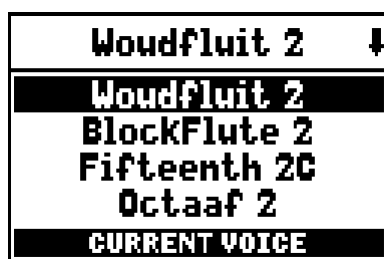 Woudfluit 2
Woudfluit 2
BlockFlute 2
Fifteenth 2C
Octaaf 2
CURRENT VOICE